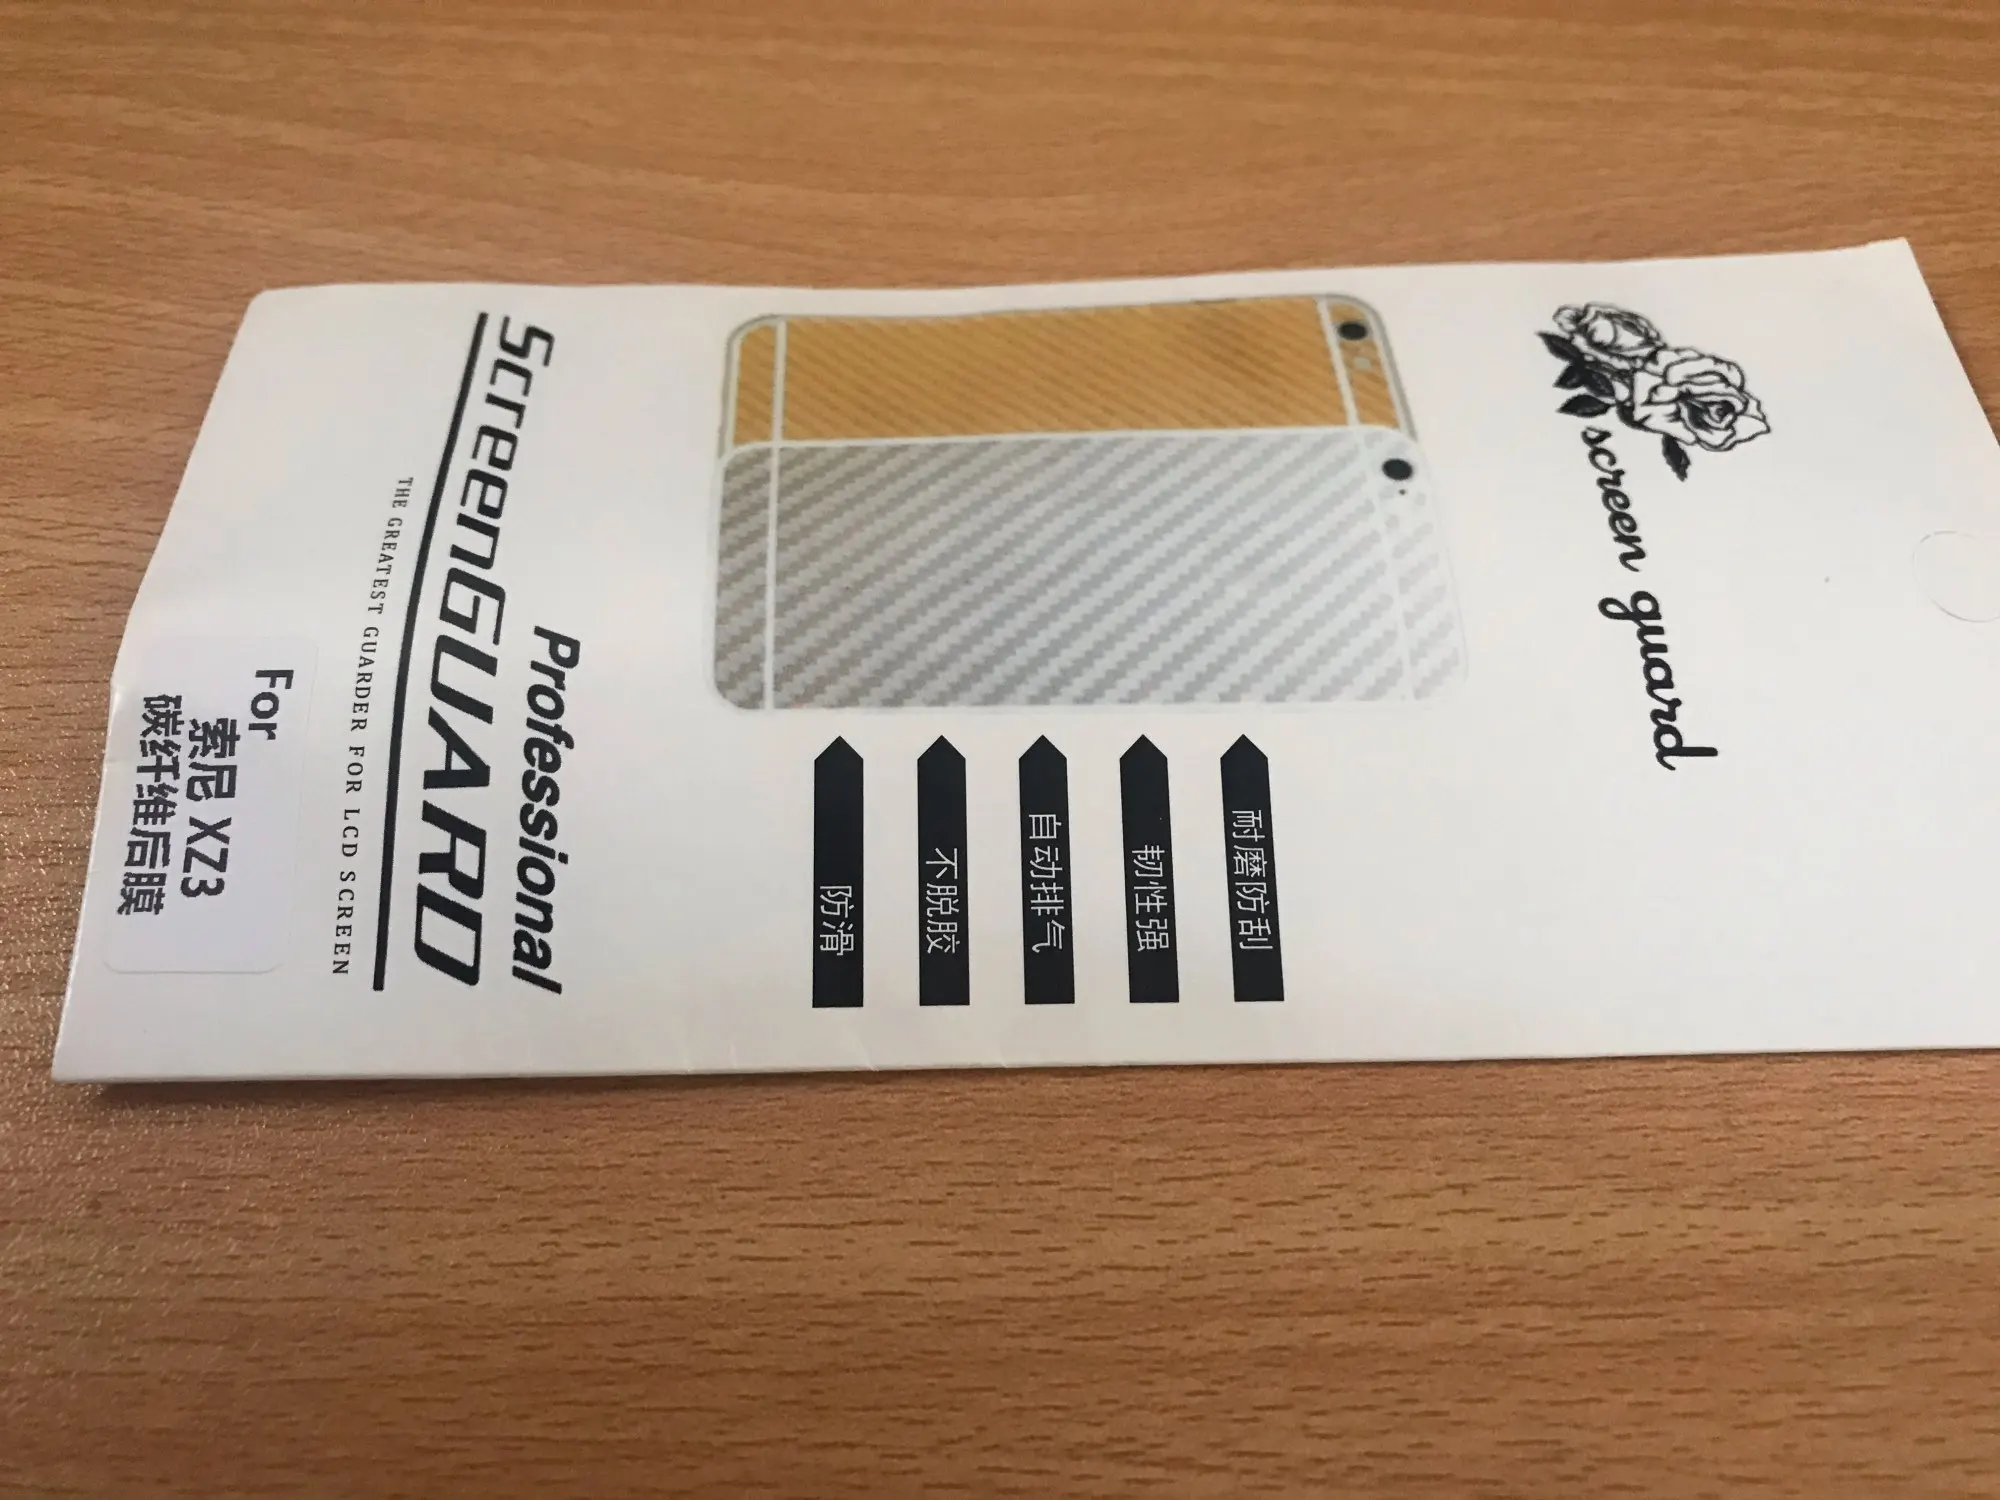 screen guard
耐磨防刮
韧性强
自动排气
不脱胶
防滑
Professional
ScreenGUARD
THE GREATEST GUARDER FOR LCD SCREEN
For
索尼 XZ3
碳纤维后膜